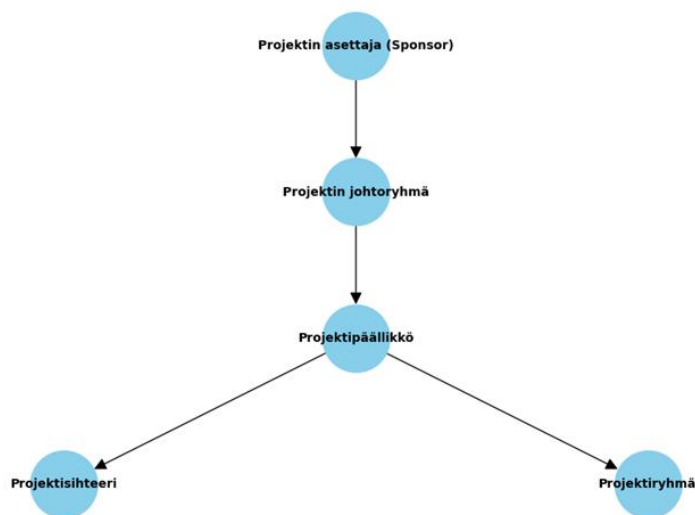 Projektin asettaja (Sponsor)
Projektin johtoryhmä
Projektipäällikkö
Projektisihteeri
Projektiryhmä